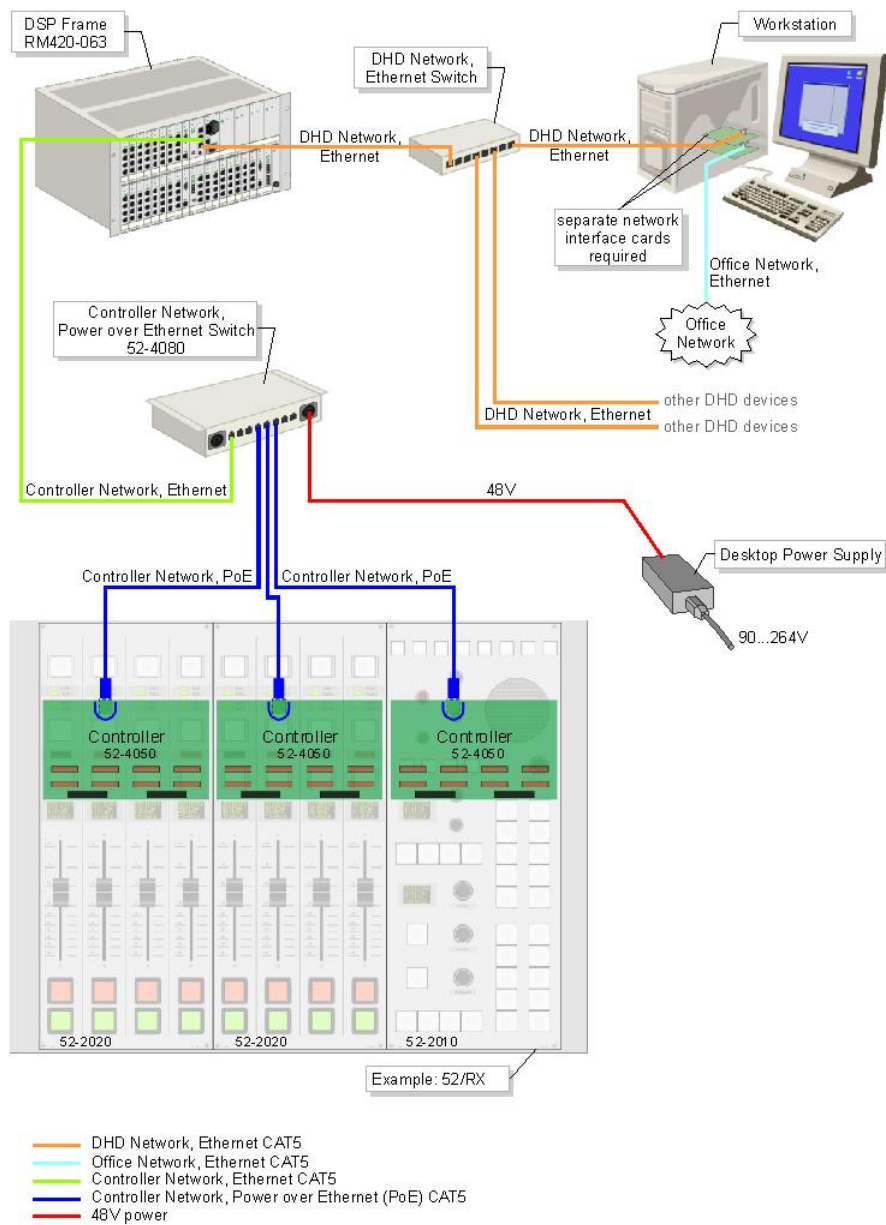 DSP Frame
RM420-063
DHD Network,
Ethernet Switch
Workstation
DHD Network,
Ethernet
DHD Network,
Ethernet
separate network
interface cards
required
Office Network,
Ethernet
Office
Network
Controller Network,
Power over Ethernet Switch
52-4080
other DHD devices
DHD Network, Ethernet
other DHD devices
Controller Network, Ethernet
48V
Desktop Power Supply
90...264V
Controller Network, PoE
Controller Network, PoE
Controller
52-4050
Controller
52-4050
Controller
52-4050
52-2020
52-2020
52-2010
Example: 52/RX
DHD Network, Ethernet CAT5
Office Network, Ethernet CAT5
Controller Network, Ethernet CAT5
Controller Network, Power over Ethernet (PoE) CAT5
48V power